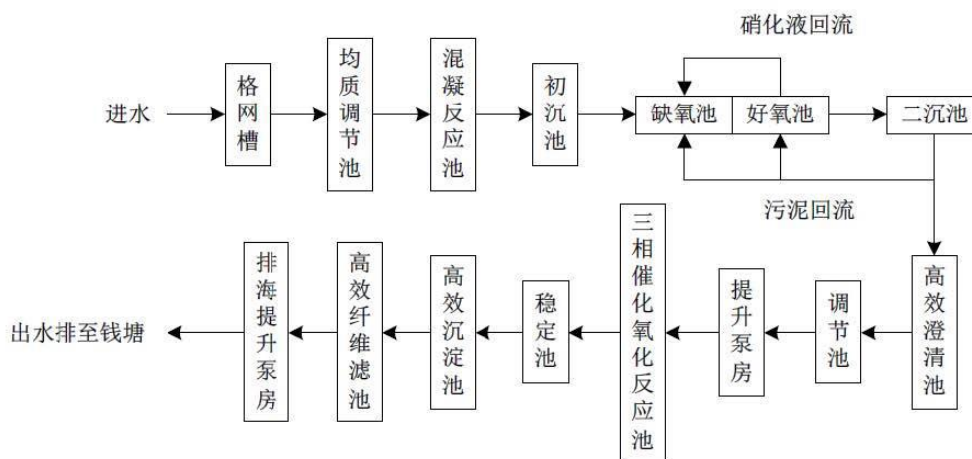 硝化液回流
进水
格网槽
均质调节池
混凝反应池
初沉池
缺氧池
好氧池
二沉池
污泥回流
高效澄清池
调节池
提升泵房
三相催化氧化反应池
稳定池
高效沉淀池
高效纤维滤池
排海提升泵房
出水排至钱塘